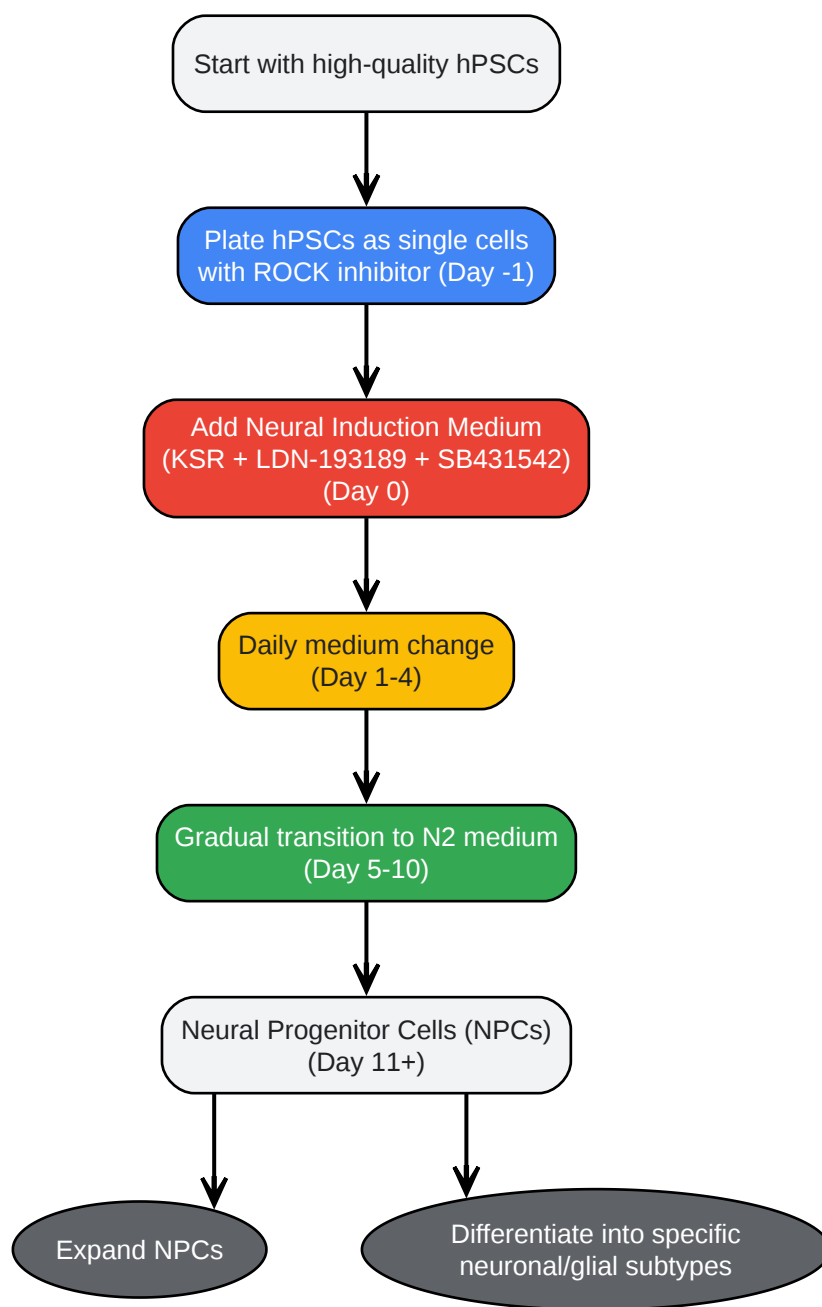 Start with high-quality hPSCs
Plate hPSCs as single cells
with ROCK inhibitor (Day -1)
Add Neural Induction Medium
(KSR + LDN-193189 + SB431542)
(Day 0)
Daily medium change
(Day 1-4)
Gradual transition to N2 medium
(Day 5-10)
Neural Progenitor Cells (NPCs)
(Day 11+)
Expand NPCs
Differentiate into specific
neuronal/glial subtypes